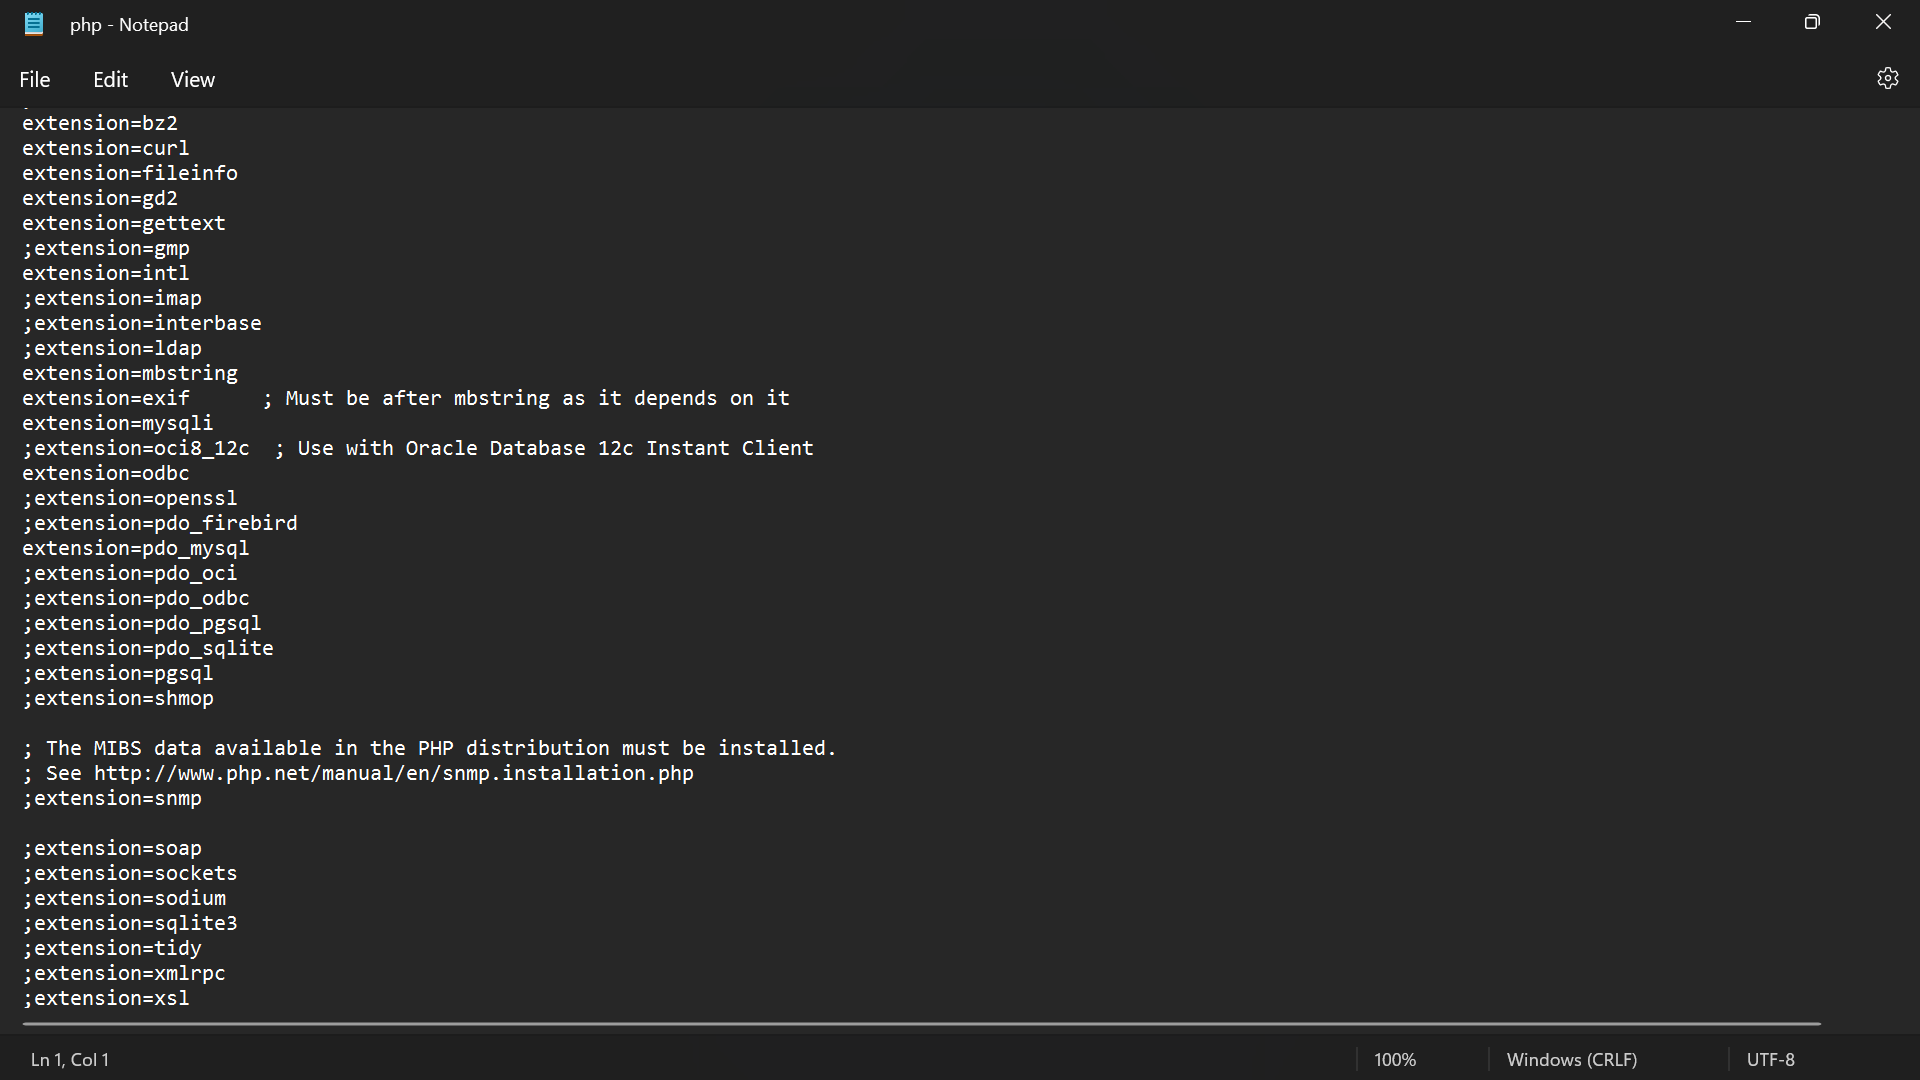 php - Notepad
File Edit View
extension=bz2
extension=curl
extension=fileinfo
extension=gd2
extension=gettext
;extension=gmp
extension=intl
;extension=imap
;extension=interbase
;extension=ldap
extension=mbstring
extension=exif      ; Must be after mbstring as it depends on it
extension=mysqli
;extension=oci8_12c  ; Use with Oracle Database 12c Instant Client
extension=odbc
;extension=openssl
;extension=pdo_firebird
extension=pdo_mysql
;extension=pdo_oci
;extension=pdo_odbc
;extension=pdo_pgsql
;extension=pdo_sqlite
;extension=pgsql
;extension=shmop
; The MIBS data available in the PHP distribution must be installed.
; See http://www.php.net/manual/en/snmp.installation.php
;extension=snmp
;extension=soap
;extension=sockets
;extension=sodium
;extension=sqlite3
;extension=tidy
;extension=xmlrpc
;extension=xsl
Ln 1, Col 1 100% Windows (CRLF) UTF-8